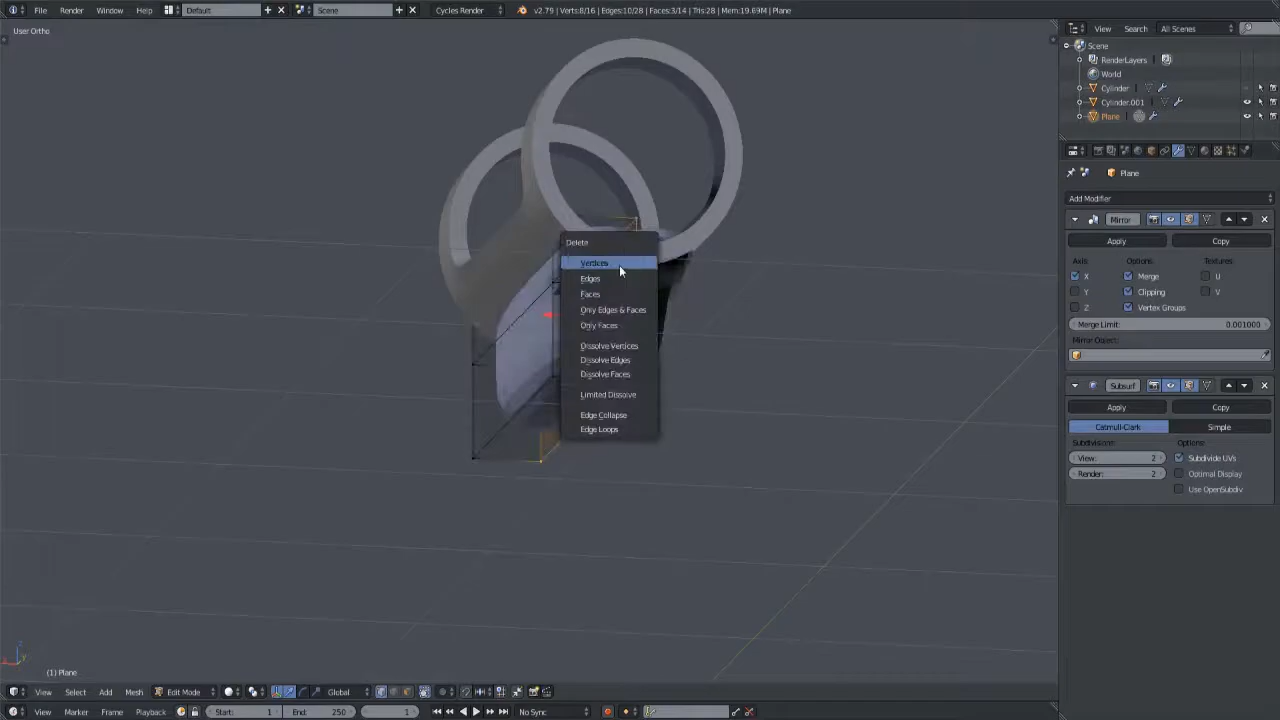 File Render Window Help Default Scene Cycles Render v2.79 | Verts:8/16 | Edges:10/28 | Faces:3/14 | Tris:28 | Mem:19.69M | Plane
View Search All Scenes
User Ortho
Scene
RenderLayers
World
Cylinder
Cylinder.001
Plane
Plane
Add Modifier
Mirror
Apply Copy
Axis: Options: Textures:
X Merge U
Y Clipping V
Z Vertex Groups
Merge Limit: 0.001000
Mirror Object:
Subsurf
Apply Copy
Catmull-Clark Simple
Subdivisions: Options:
View: 2 Subdivide UVs
Render: 2 Optimal Display
Use OpenSubdiv
Delete
Vertices
Edges
Faces
Only Edges & Faces
Only Faces
Dissolve Vertices
Dissolve Edges
Dissolve Faces
Limited Dissolve
Edge Collapse
Edge Loops
(1) Plane
View Select Add Mesh Edit Mode Global
View Marker Frame Playback Start: 1 End: 250 1 No Sync